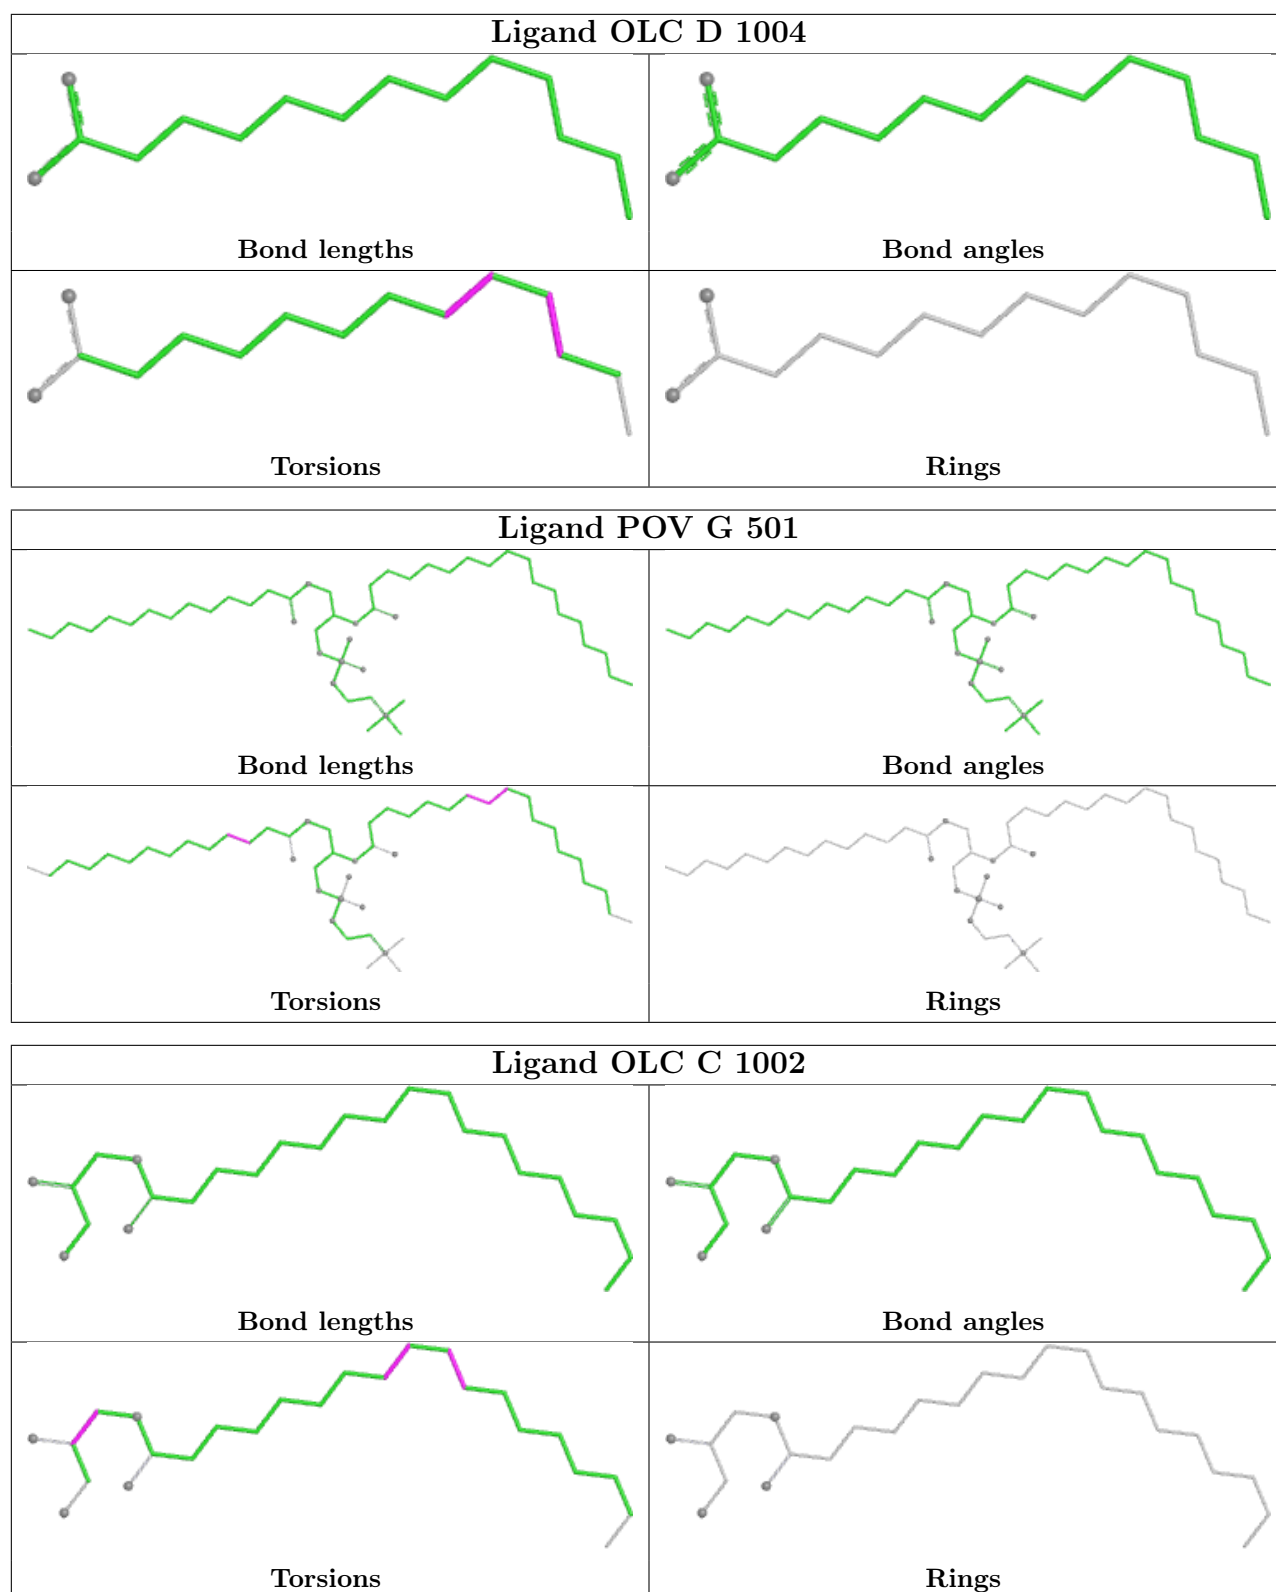 Ligand OLC D 1004
Bond lengths
Bond angles
Torsions
Rings
Ligand POV G 501
Bond lengths
Bond angles
Torsions
Rings
Ligand OLC C 1002
Bond lengths
Bond angles
Torsions
Rings